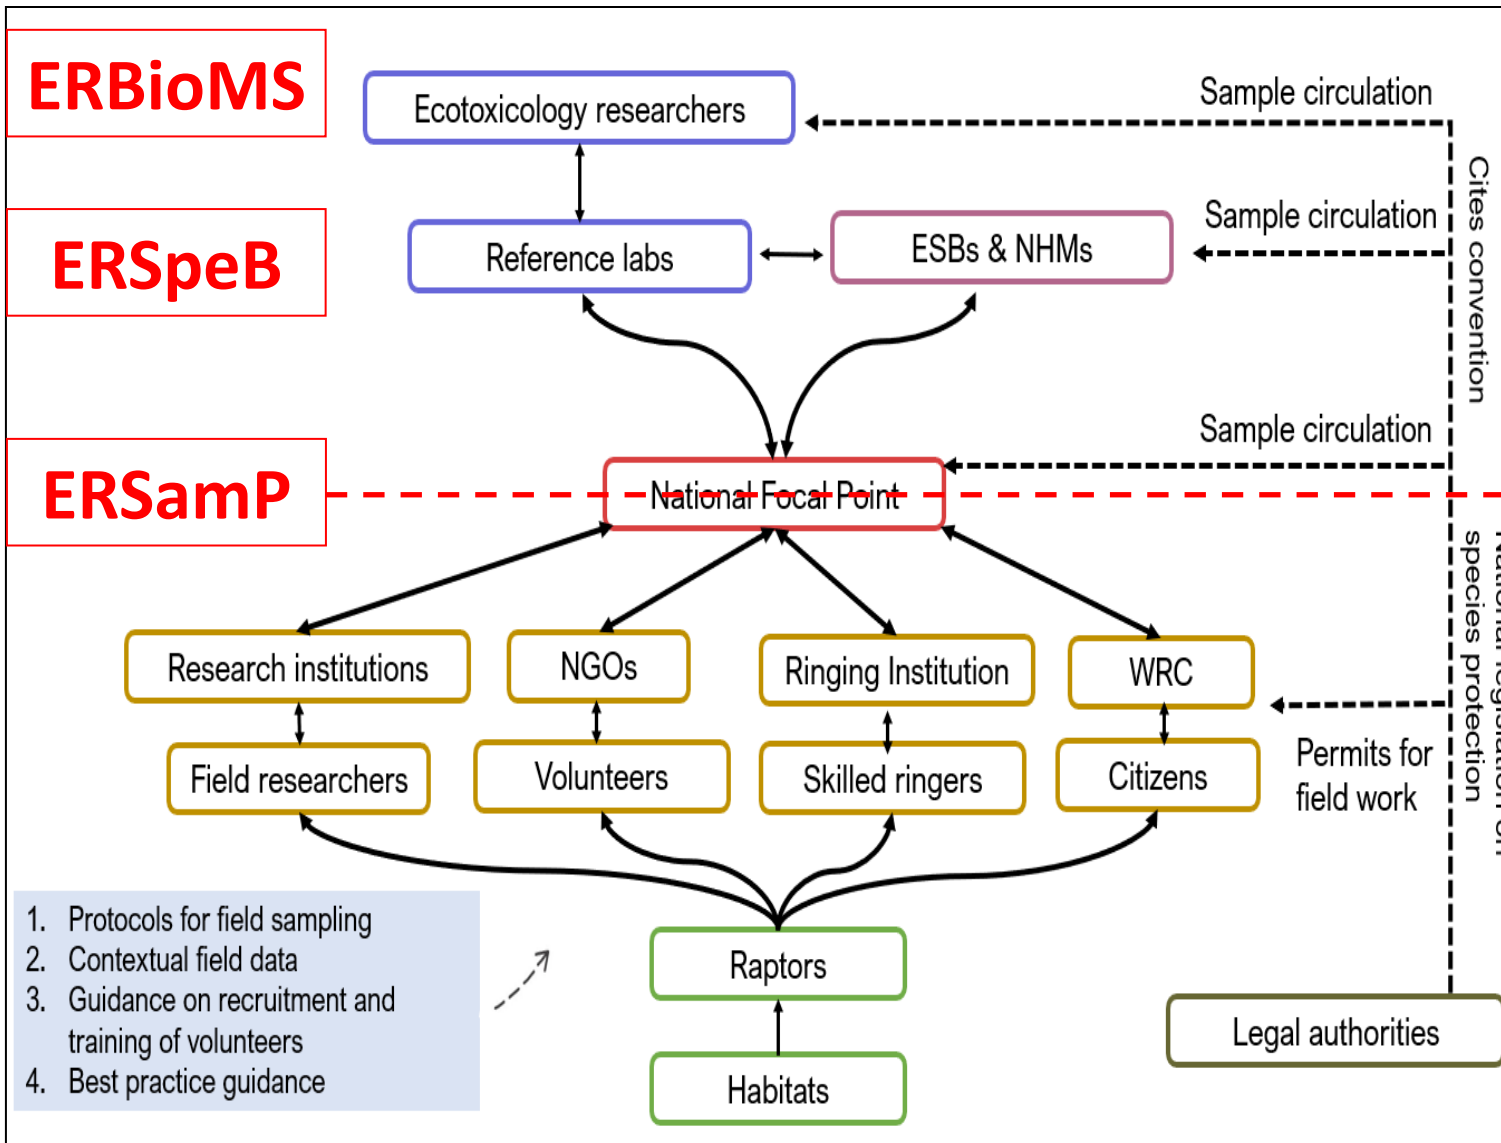 ERBioMS
Ecotoxicology researchers
Sample circulation
Cites convention
ERSpeB
Reference labs
ESBs & NHMs
Sample circulation
Sample circulation
ERSamP
National Focal Point
National legislation on
species protection
Research institutions
NGOs
Ringing Institution
WRC
Field researchers
Volunteers
Skilled ringers
Citizens
Permits for
field work
1. Protocols for field sampling
2. Contextual field data
3. Guidance on recruitment and
training of volunteers
4. Best practice guidance
Raptors
Habitats
Legal authorities